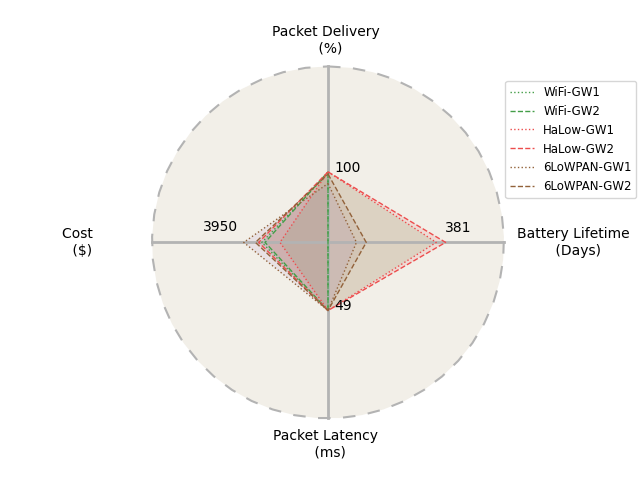 Packet Delivery
(%)
WiFi-GW1
WiFi-GW2
HaLow-GW1
HaLow-GW2
6LoWPAN-GW1
6LoWPAN-GW2
100
3950
381
Cost
($)
Battery Lifetime
(Days)
49
Packet Latency
(ms)